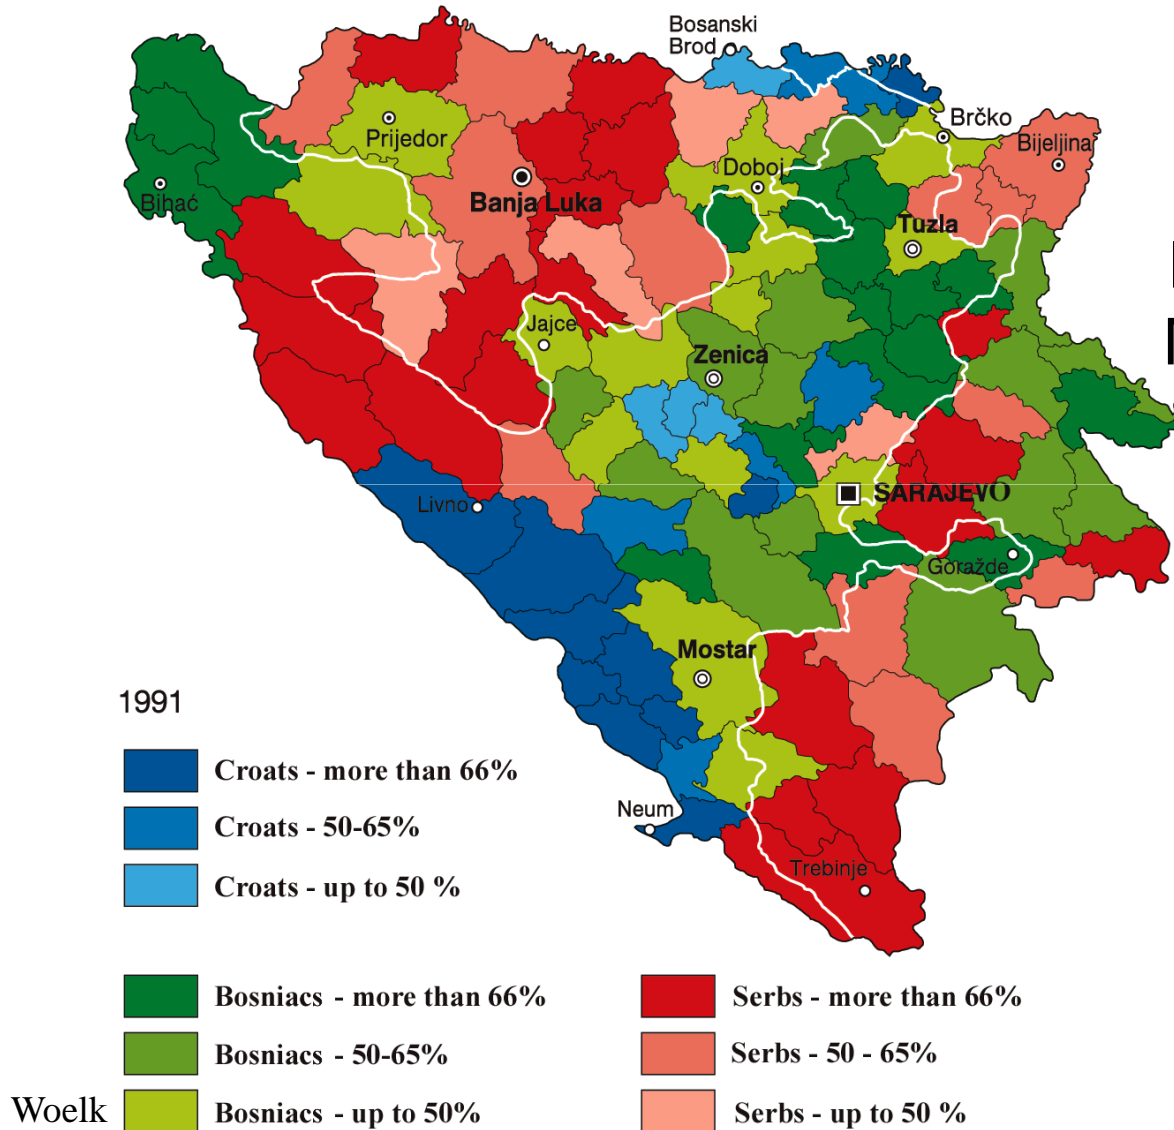 Bosanski
Brod
Brčko
Bijeljina
Prijedor
Doboj
Bihać
Banja Luka
Tuzla
Jajce
Zenica
Livno
SARAJEVO
Goražde
Mostar
1991
Croats - more than 66%
Neum
Croats - 50-65%
Trebinje
Croats - up to 50 %
Bosniacs - more than 66%
Serbs - more than 66%
Bosniacs - 50-65%
Serbs - 50 - 65%
Woelk
Bosniacs - up to 50%
Serbs - up to 50 %